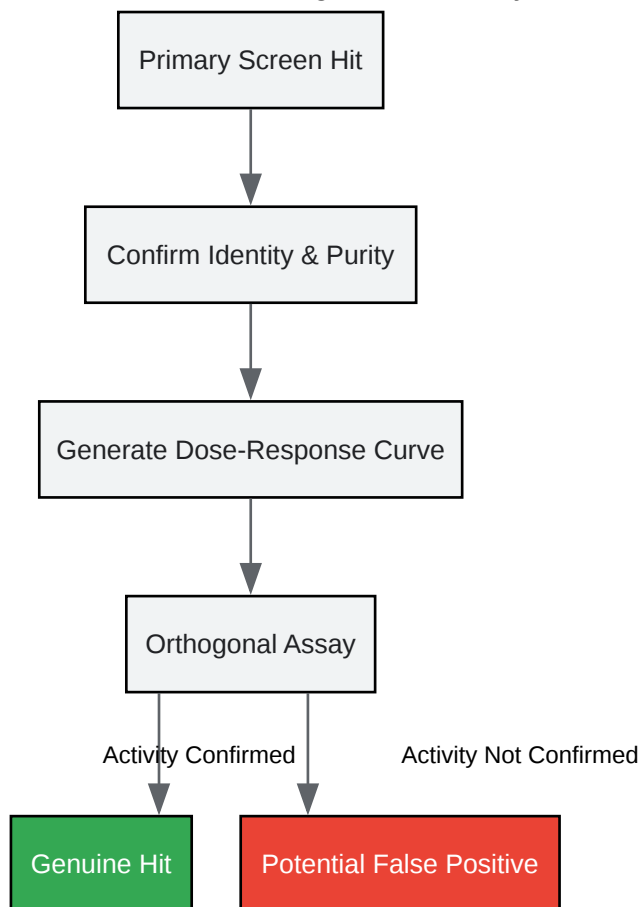 Primary Screen Hit
Confirm Identity & Purity
Generate Dose-Response Curve
Orthogonal Assay
Activity Confirmed
Activity Not Confirmed
Genuine Hit
Potential False Positive